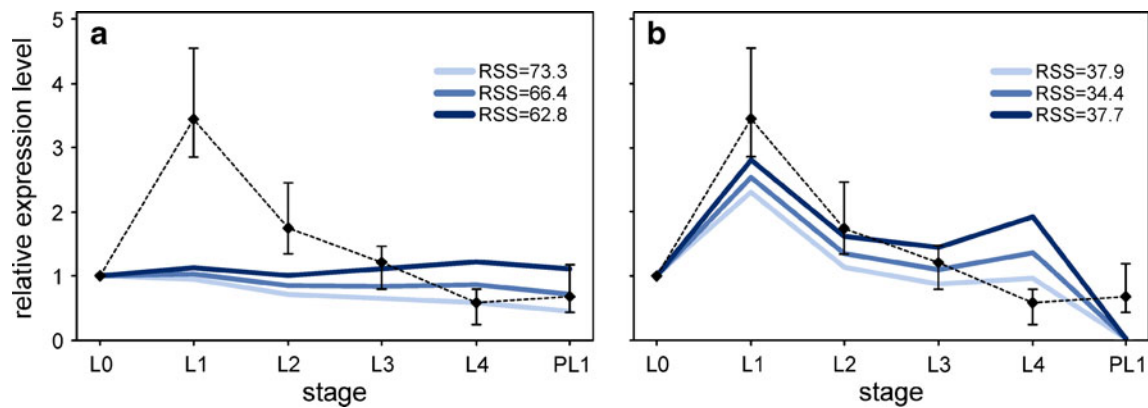 a
RSS=73.3
RSS=66.4
RSS=62.8
5
4
3
2
1
0
relative expression level
L0 L1 L2 L3 L4 PL1
stage
b
RSS=37.9
RSS=34.4
RSS=37.7
L0 L1 L2 L3 L4 PL1
stage